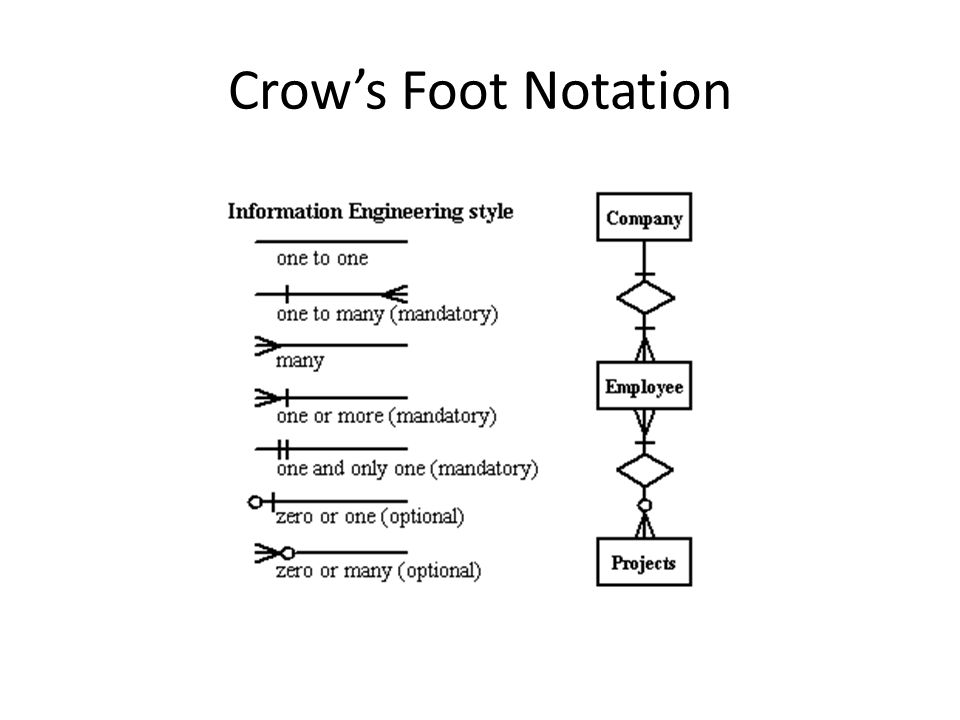 Crow’s Foot Notation
Information Engineering style
one to one
one to many (mandatory)
many
one or more (mandatory)
one and only one (mandatory)
zero or one (optional)
zero or many (optional)
Company
Employee
Projects